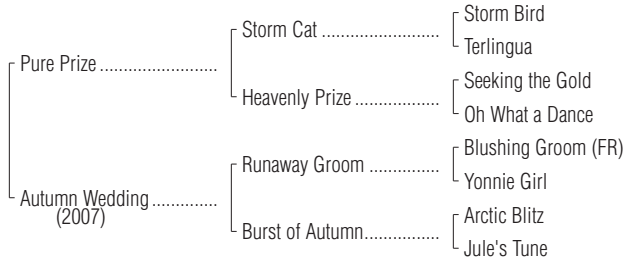 Storm Bird
Storm Cat ........................
Terlingua
Pure Prize ........................
Seeking the Gold
Heavenly Prize .................
Oh What a Dance
Blushing Groom (FR)
Runaway Groom ..............
Yonnie Girl
Autumn Wedding .............
(2007)
Arctic Blitz
Burst of Autumn...............
Jule's Tune